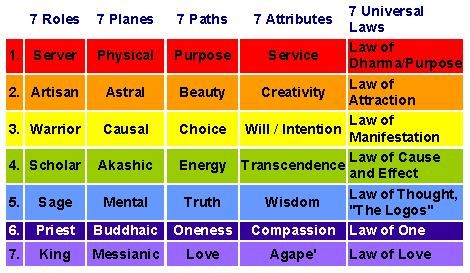 7 Roles 7 Planes 7 Paths 7 Attributes 7 Universal Laws
1. Server Physical Purpose Service Law of Dharma/Purpose
2. Artisan Astral Beauty Creativity Law of Attraction
3. Warrior Causal Choice Will / Intention Law of Manifestation
4. Scholar Akashic Energy Transcendence Law of Cause and Effect
5. Sage Mental Truth Wisdom Law of Thought, "The Logos"
6. Priest Buddhaic Oneness Compassion Law of One
7. King Messianic Love Agape' Law of Love